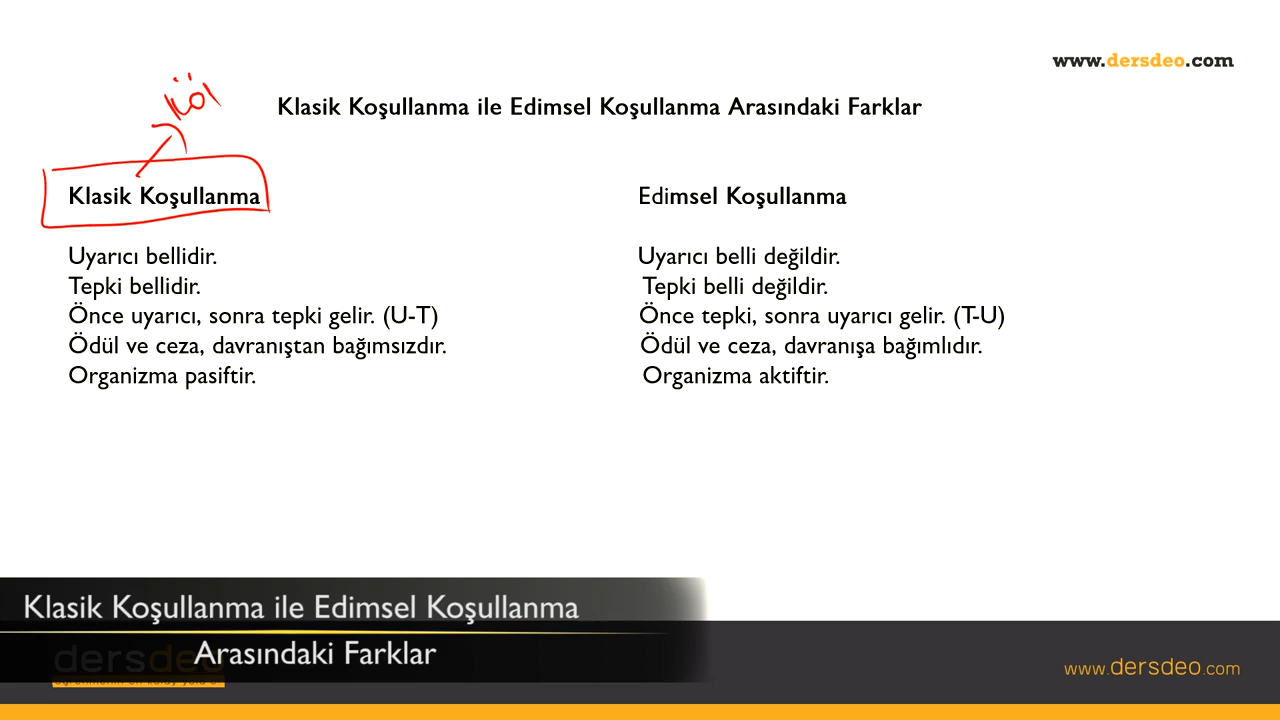 www.dersdeo.com
Klasik Koşullanma ile Edimsel Koşullanma Arasındaki Farklar
Klasik Koşullanma
Uyarıcı bellidir.
Tepki bellidir.
Önce uyarıcı, sonra tepki gelir. (U-T)
Ödül ve ceza, davranıştan bağımsızdır.
Organizma pasiftir.
Edimsel Koşullanma
Uyarıcı belli değildir.
Tepki belli değildir.
Önce tepki, sonra uyarıcı gelir. (T-U)
Ödül ve ceza, davranışa bağımlıdır.
Organizma aktiftir.
Klasik Koşullanma ile Edimsel Koşullanma
Arasındaki Farklar
dersdeo
www.dersdeo.com